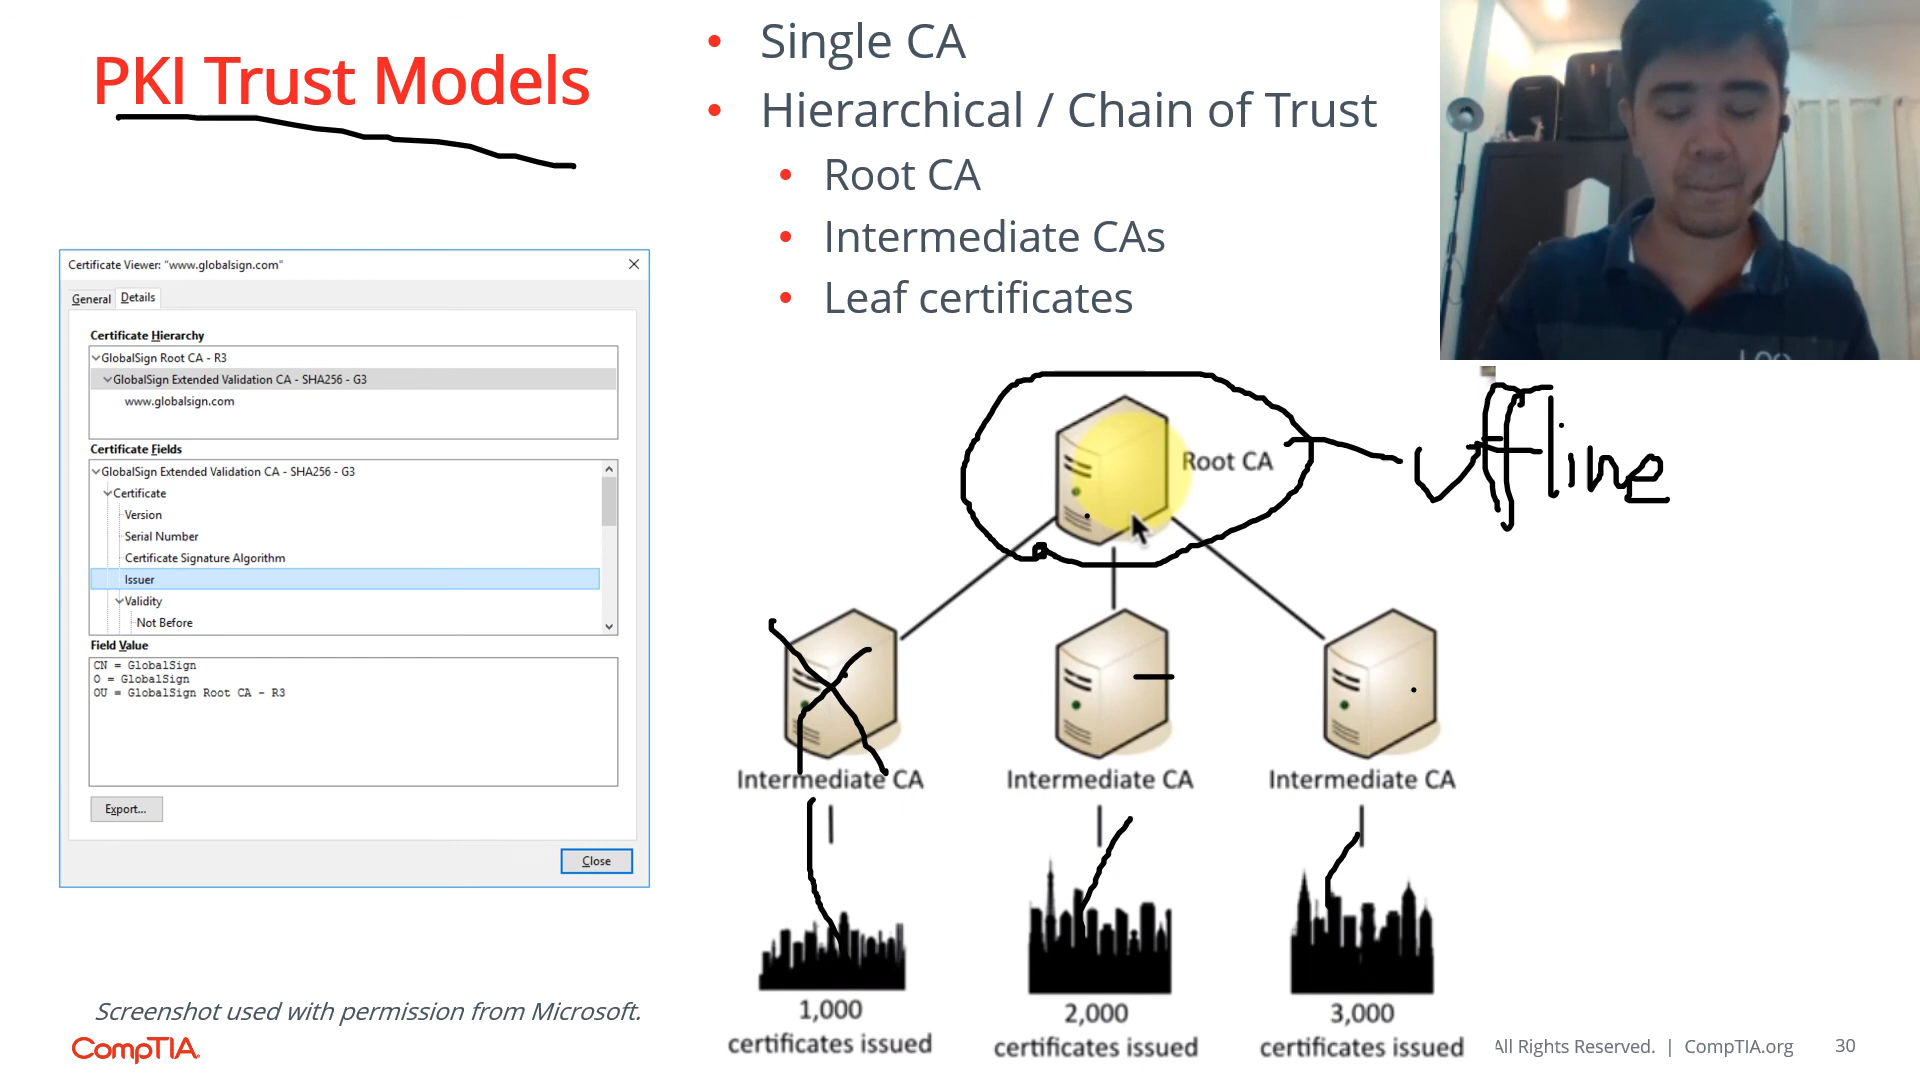 PKI Trust Models
Single CA
Hierarchical / Chain of Trust
Root CA
Intermediate CAs
Leaf certificates
Certificate Viewer: "www.globalsign.com"
General
Details
Certificate Hierarchy
GlobalSign Root CA - R3
GlobalSign Extended Validation CA - SHA256 - G3
www.globalsign.com
Certificate Fields
GlobalSign Extended Validation CA - SHA256 - G3
Certificate
Version
Serial Number
Certificate Signature Algorithm
Issuer
Validity
Not Before
Field Value
CN = GlobalSign
O = GlobalSign
OU = GlobalSign Root CA - R3
Export...
Close
Root CA
offline
Intermediate CA
Intermediate CA
Intermediate CA
1,000
certificates issued
2,000
certificates issued
3,000
certificates issued
Screenshot used with permission from Microsoft.
CompTIA.
All Rights Reserved. | CompTIA.org
30